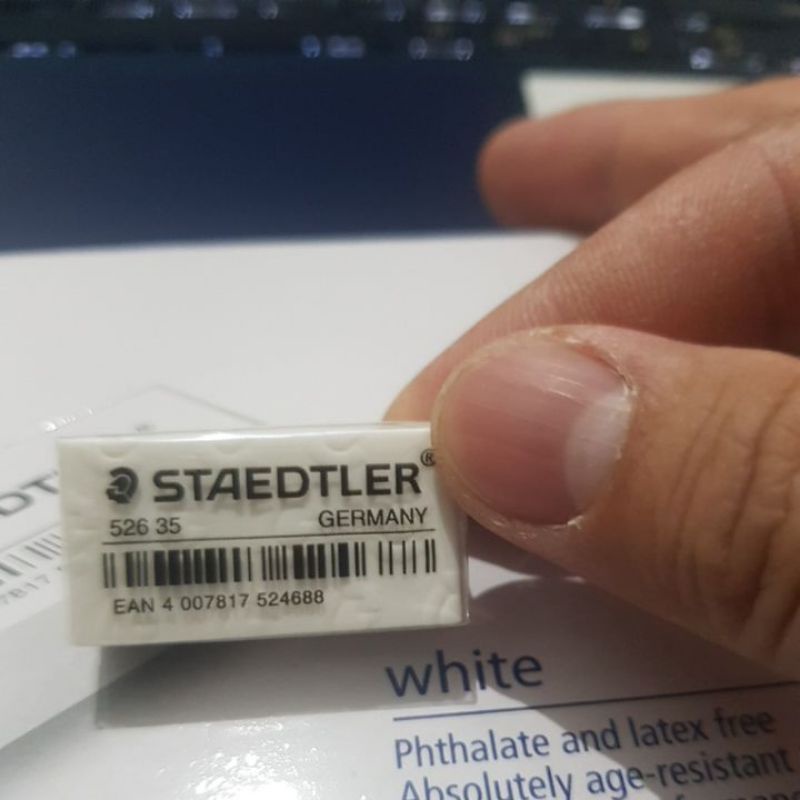 STAEDTLER®
526 35 GERMANY
EAN 4 007817 524688
white
Phthalate and latex free
Absolutely age-resistant